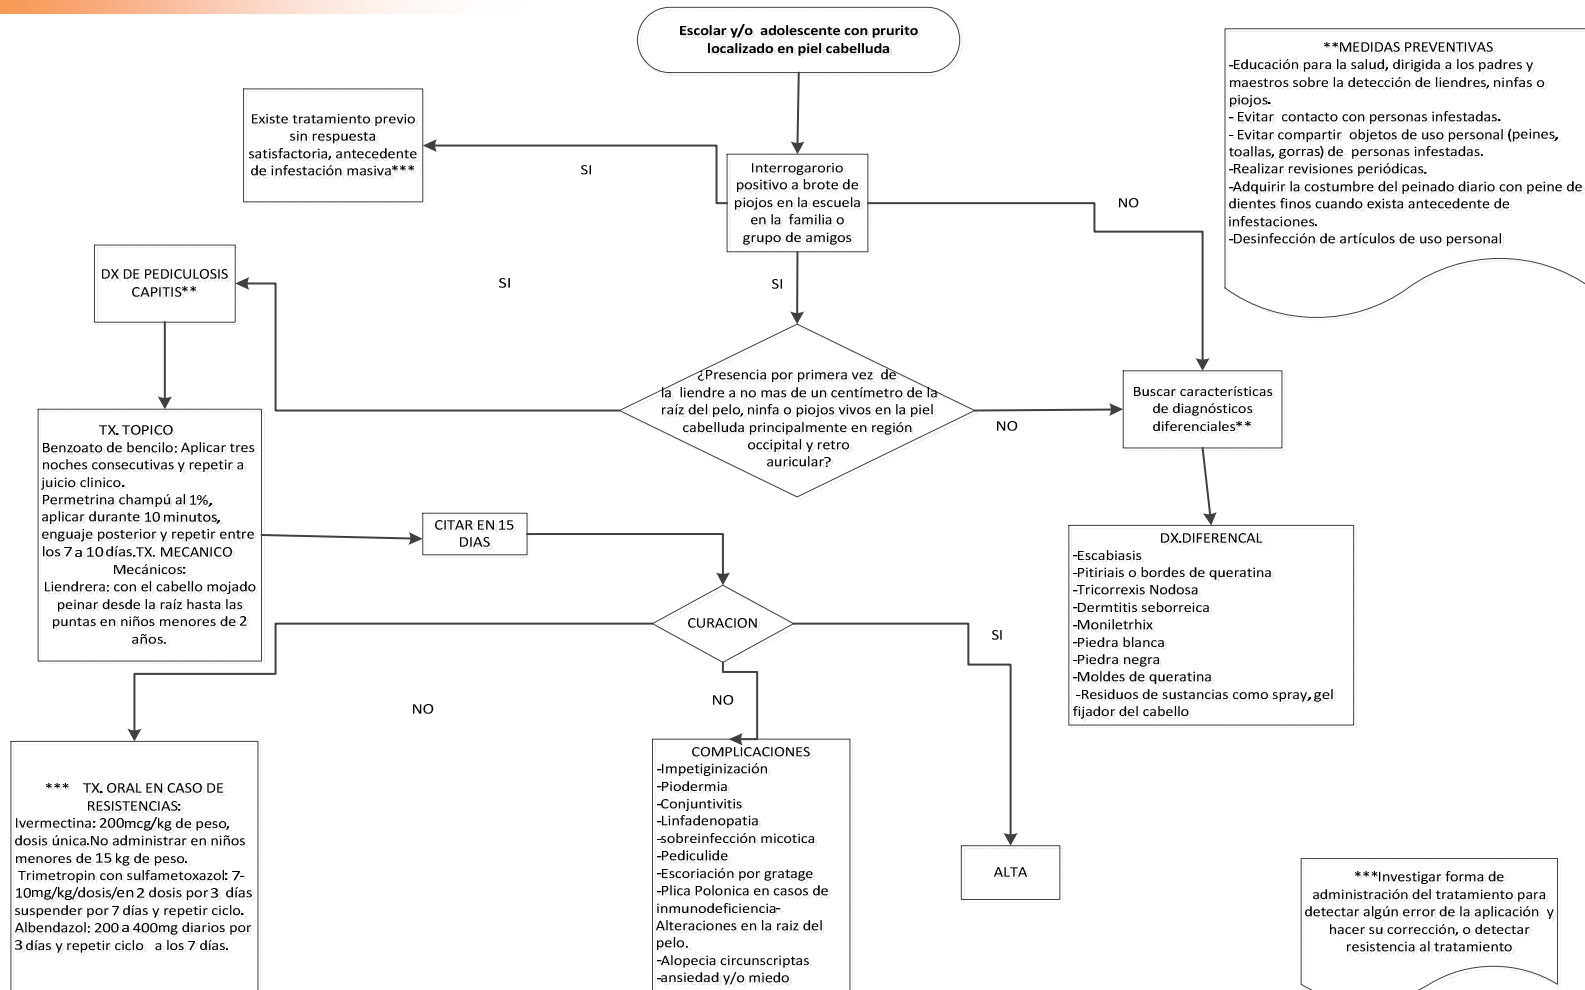 Escolar y/o adolescente con prurito
localizado en piel cabelluda
**MEDIDAS PREVENTIVAS
-Educación para la salud, dirigida a los padres y
maestros sobre la detección de liendres, ninfas o
piojos.
- Evitar contacto con personas infestadas.
- Evitar compartir objetos de uso personal (peines,
toallas, gorras) de personas infestadas.
-Realizar revisiones periódicas.
-Adquirir la costumbre del peinado diario con peine de
dientes finos cuando exista antecedente de
infestaciones.
-Desinfección de artículos de uso personal
Existe tratamiento previo
sin respuesta
satisfactoria, antecedente
de infestación masiva***
SI
Interrogarorio
positivo a brote de
piojos en la escuela
en la familia o
grupo de amigos
NO
DX DE PEDICULOSIS
CAPITIS**
SI
SI
¿Presencia por primera vez de
la liendre a no mas de un centímetro de la
raíz del pelo, ninfa o piojos vivos en la piel
cabelluda principalmente en región
occipital y retro
auricular?
NO
Buscar características
de diagnósticos
diferenciales**
TX. TOPICO
Benzoato de bencilo: Aplicar tres
noches consecutivas y repetir a
juicio clinico.
Permetrina champú al 1%,
aplicar durante 10 minutos,
enguaje posterior y repetir entre
los 7 a 10 días.TX. MECANICO
Mecánicos:
Liendrera: con el cabello mojado
peinar desde la raíz hasta las
puntas en niños menores de 2
años.
CITAR EN 15
DIAS
DX.DIFERENCAL
-Escabiasis
-Pitiriais o bordes de queratina
-Tricorrexis Nodosa
-Dermtitis seborreica
-Moniletrhix
-Piedra blanca
-Piedra negra
-Moldes de queratina
-Residuos de sustancias como spray, gel
fijador del cabello
CURACION
SI
NO
NO
*** TX. ORAL EN CASO DE
RESISTENCIAS:
Ivermectina: 200mcg/kg de peso,
dosis única.No administrar en niños
menores de 15 kg de peso.
Trimetropin con sulfametoxazol: 7-
10mg/kg/dosis/en 2 dosis por 3 días
suspender por 7 días y repetir ciclo.
Albendazol: 200 a 400mg diarios por
3 días y repetir ciclo a los 7 días.
COMPLICACIONES
-Impetiginización
-Piodermia
-Conjuntivitis
-Linfadenopatia
-sobreinfección micotica
-Pediculide
-Escoriación por gratage
-Plica Polonica en casos de
inmunodeficiencia-
Alteraciones en la raiz del
pelo.
-Alopecia circunscriptas
-ansiedad y/o miedo
ALTA
***Investigar forma de
administración del tratamiento para
detectar algún error de la aplicación y
hacer su corrección, o detectar
resistencia al tratamiento